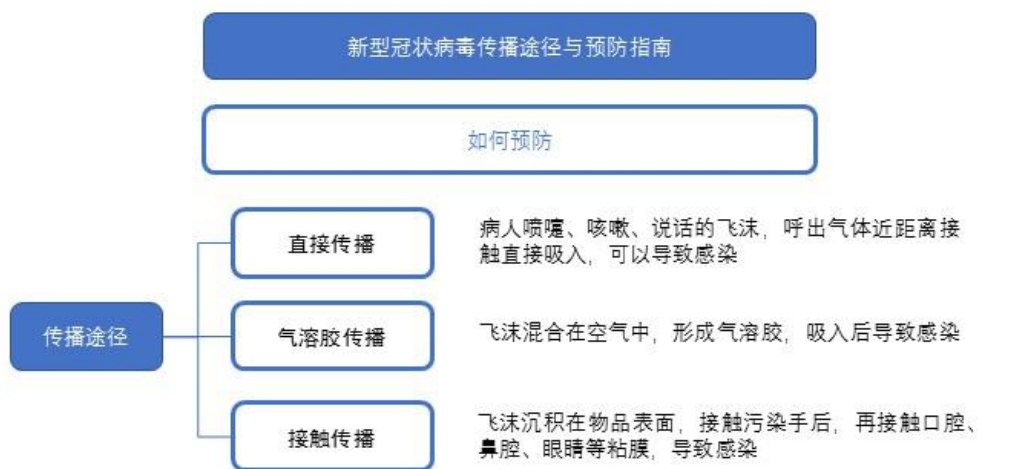 新型冠状病毒传播途径与预防指南
如何预防
传播途径
直接传播
病人喷嚏、咳嗽、说话的飞沫，呼出气体近距离接
触直接吸入，可以导致感染
气溶胶传播
飞沫混合在空气中，形成气溶胶，吸入后导致感染
接触传播
飞沫沉积在物品表面，接触污染手后，再接触口腔、
鼻腔、眼睛等粘膜，导致感染